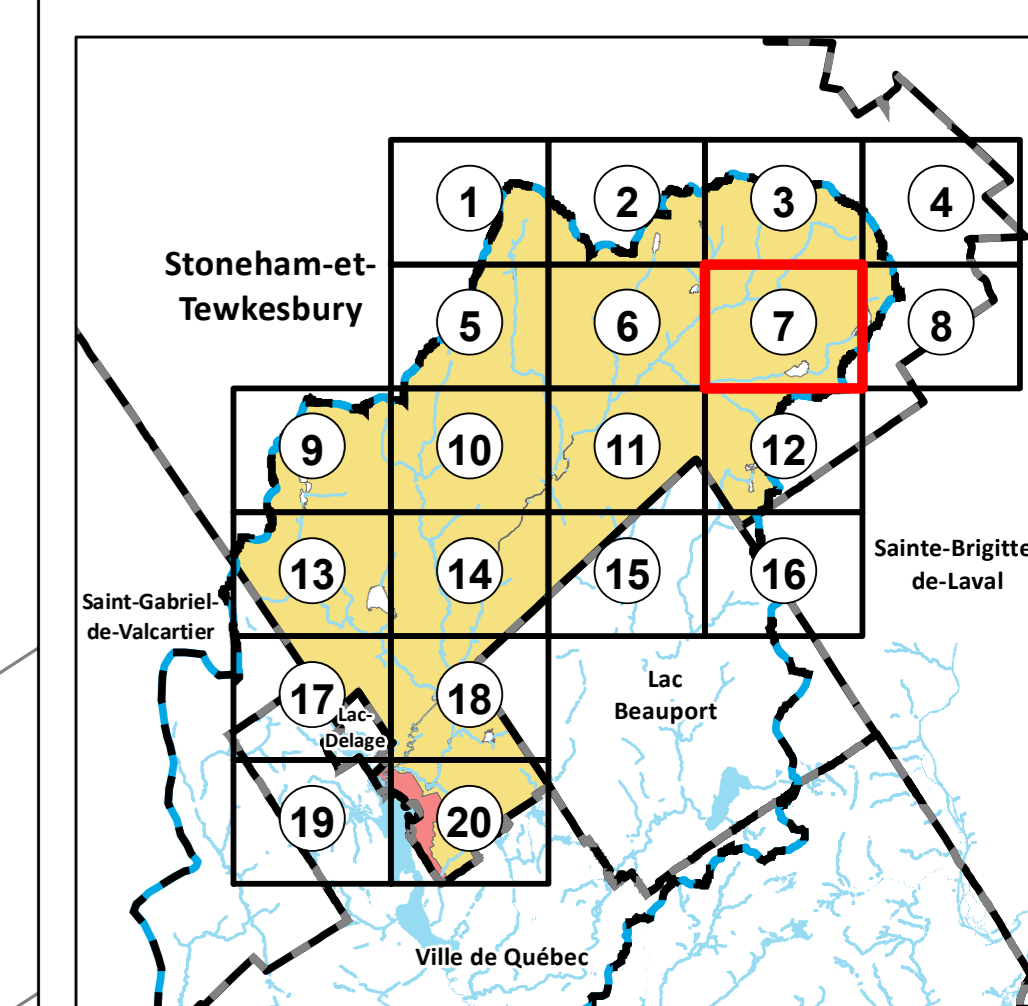 1
2
3
4
Stoneham-et-
Tewkesbury
5
6
7
8
9
10
11
12
13
14
15
16
Sainte-Brigitte
de-Laval
Saint-Gabriel-
de-Valcartier
17
18
Lac-
Delage
Lac
Beauport
19
20
Ville de Québec